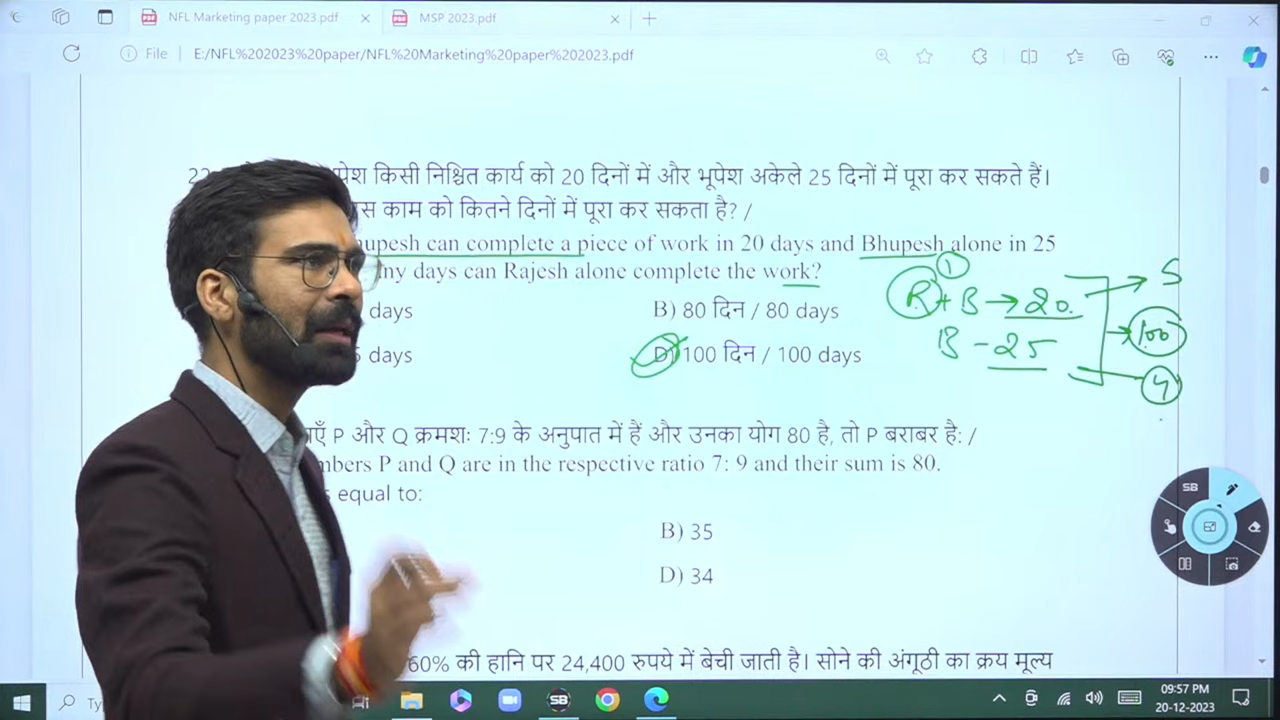 NFL Marketing paper 2023.pdf
MSP 2023.pdf
File E:/NFL%202023%20paper/NFL%20Marketing%20paper%202023.pdf
किसी निश्चित कार्य को 20 दिनों में और भूपेश अकेले 25 दिनों में पूरा कर सकते हैं।
काम को कितने दिनों में पूरा कर सकता है? /
can complete a piece of work in 20 days and Bhupesh alone in 25
days can Rajesh alone complete the work?
days
B) 80 दिन / 80 days
days
D) 100 दिन / 100 days
①
R + B → 20
B - 25
5
100
4
P और Q क्रमशः 7:9 के अनुपात में हैं और उनका योग 80 है, तो P बराबर है: /
P and Q are in the respective ratio 7: 9 and their sum is 80.
equal to:
B) 35
D) 34
60% की हानि पर 24,400 रुपये में बेची जाती है। सोने की अंगूठी का क्रय मूल्य
SB
SB
09:57 PM
20-12-2023